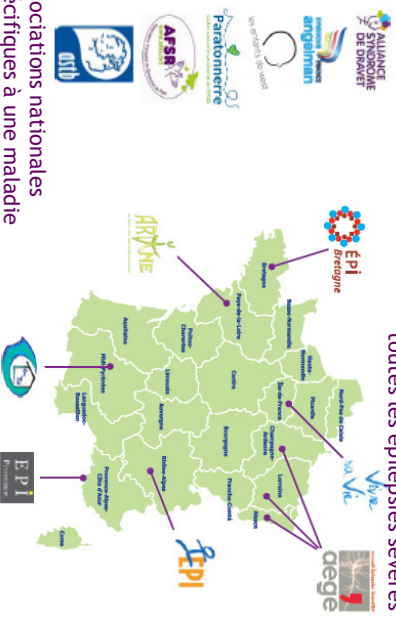 toutes les épilepsies sévères
Vivre
sa Vie
aege
ÉPI
Bretagne
ALLIANCE
SYNDROME
DE DRAVET
angelman
les enfants de west
Paratonnerre
AFSR
astb
Nord-Pas de Calais
Haute-Normandie
Picardie
Basse-Normandie
Île-de-France
Champagne-Ardenne
Lorraine
Alsace
Bretagne
Pays-de-la-Loire
Centre
Bourgogne
Franche-Comté
Poitou-Charentes
Limousin
Auvergne
Rhône-Alpes
Aquitaine
Midi-Pyrénées
Languedoc-Roussillon
Provence-Alpes-Côte d'Azur
Corse
EPI
EPI
Provence
ociations nationales
écifiques à une maladie